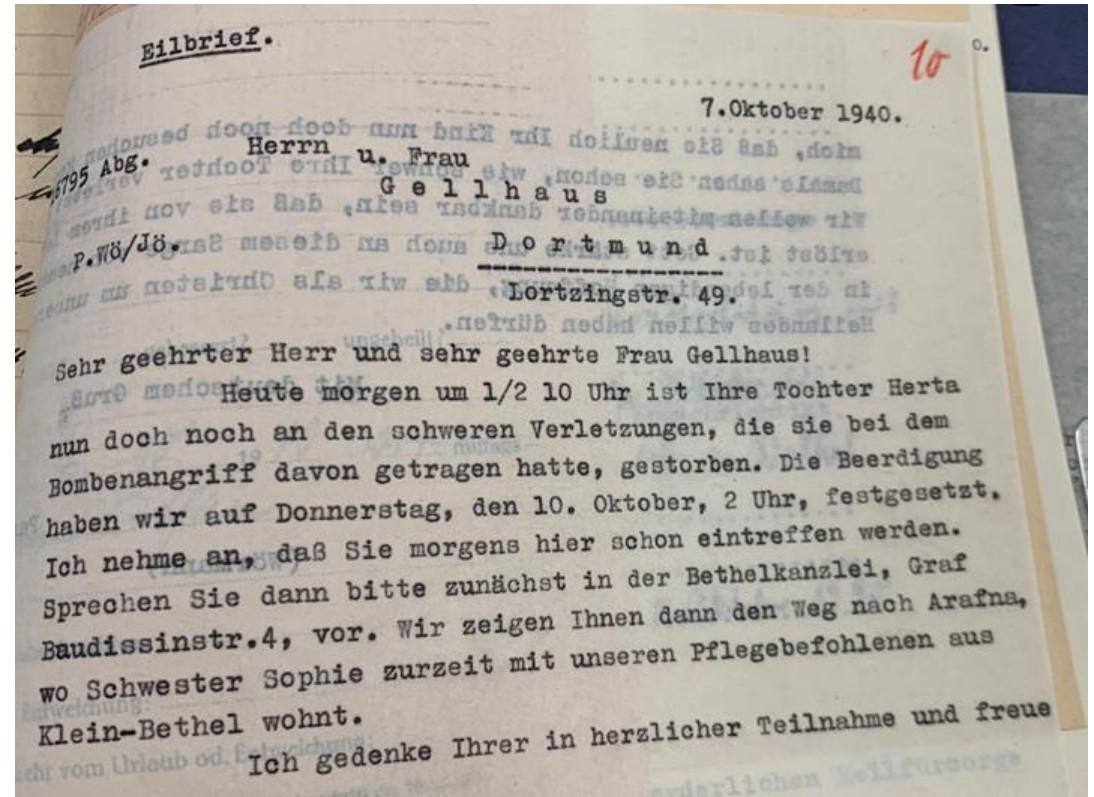 Eilbrief.
10
7.Oktober 1940.
6795 Abg.
Herrn u. Frau
Gellhaus
P.Wö/Jö.
Dortmund
Lortzingstr. 49.
Sehr geehrter Herr und sehr geehrte Frau Gellhaus!
Heute morgen um 1/2 10 Uhr ist Ihre Tochter Herta
nun doch noch an den schweren Verletzungen, die sie bei dem
Bombenangriff davon getragen hatte, gestorben. Die Beerdigung
haben wir auf Donnerstag, den 10. Oktober, 2 Uhr, festgesetzt.
Ich nehme an, daß Sie morgens hier schon eintreffen werden.
Sprechen Sie dann bitte zunächst in der Bethelkanzlei, Graf
Baudissinstr.4, vor. Wir zeigen Ihnen dann den Weg nach Arafna,
wo Schwester Sophie zurzeit mit unseren Pflegebefohlenen aus
Klein-Bethel wohnt.
Ich gedenke Ihrer in herzlicher Teilnahme und freue